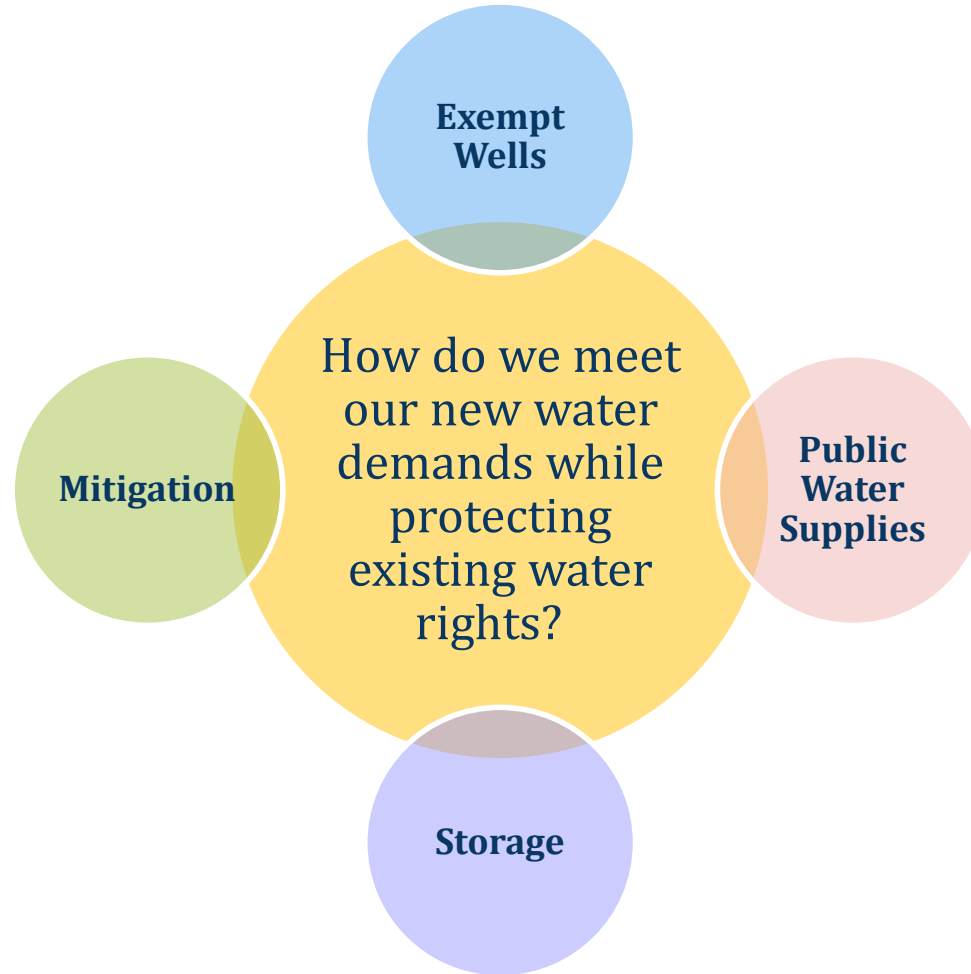 Exempt
Wells
How do we meet
our new water
demands while
protecting
existing water
rights?
Mitigation
Public
Water
Supplies
Storage